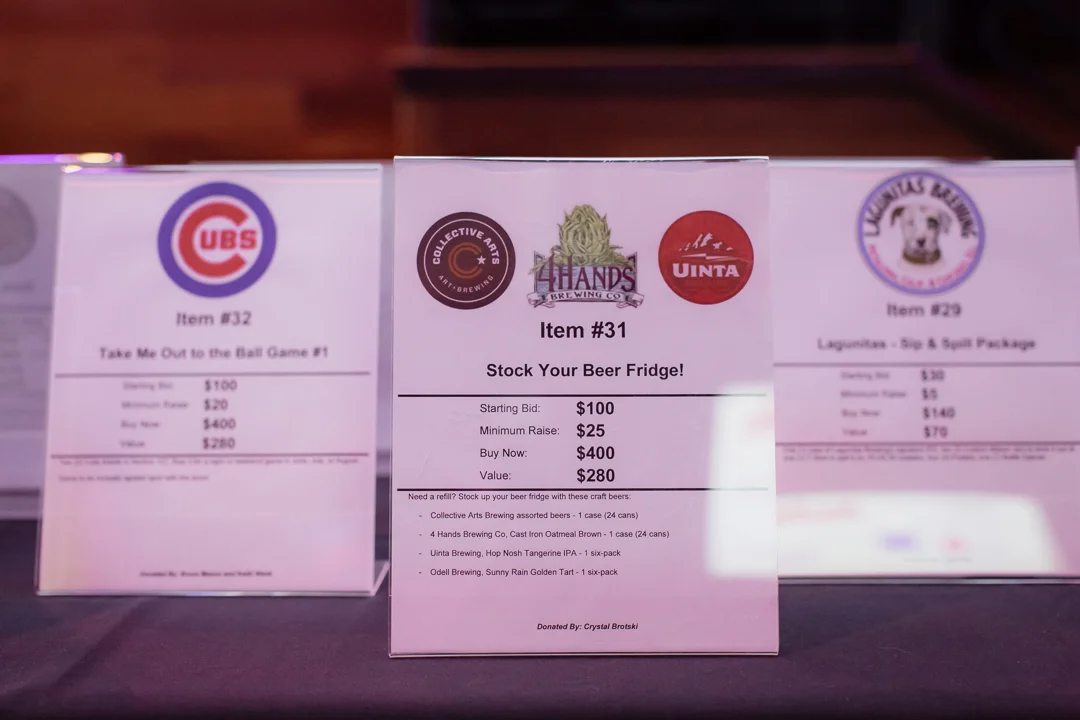 CUBS
Item #32
Take Me Out to the Ball Game #1
Starting Bid: $100
Minimum Raise: $20
Buy Now: $400
Value: $280
COLLECTIVE ARTS
ART + BREWING
4 HANDS
BREWING CO
UINTA
Item #31
Stock Your Beer Fridge!
Starting Bid: $100
Minimum Raise: $25
Buy Now: $400
Value: $280
Need a refill? Stock up your beer fridge with these craft beers:
- Collective Arts Brewing assorted beers - 1 case (24 cans)
- 4 Hands Brewing Co, Cast Iron Oatmeal Brown - 1 case (24 cans)
- Uinta Brewing, Hop Nosh Tangerine IPA - 1 six-pack
- Odell Brewing, Sunny Rain Golden Tart - 1 six-pack
Donated By: Crystal Brotski
LAGUNITAS BREWING
Item #29
Lagunitas - Sip & Spill Package
Starting Bid: $30
Minimum Raise $5
Buy Now: $140
Value: $70